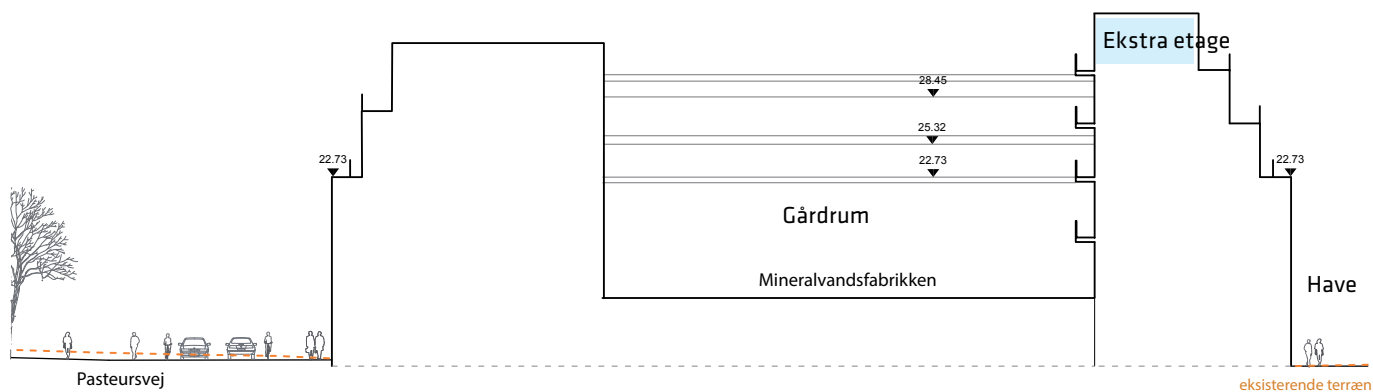 Ekstra etage
28.45
25.32
22.73
22.73
22.73
Gårdrum
Mineralvandsfabrikken
Have
Pasteursvej
eksisterende terræn